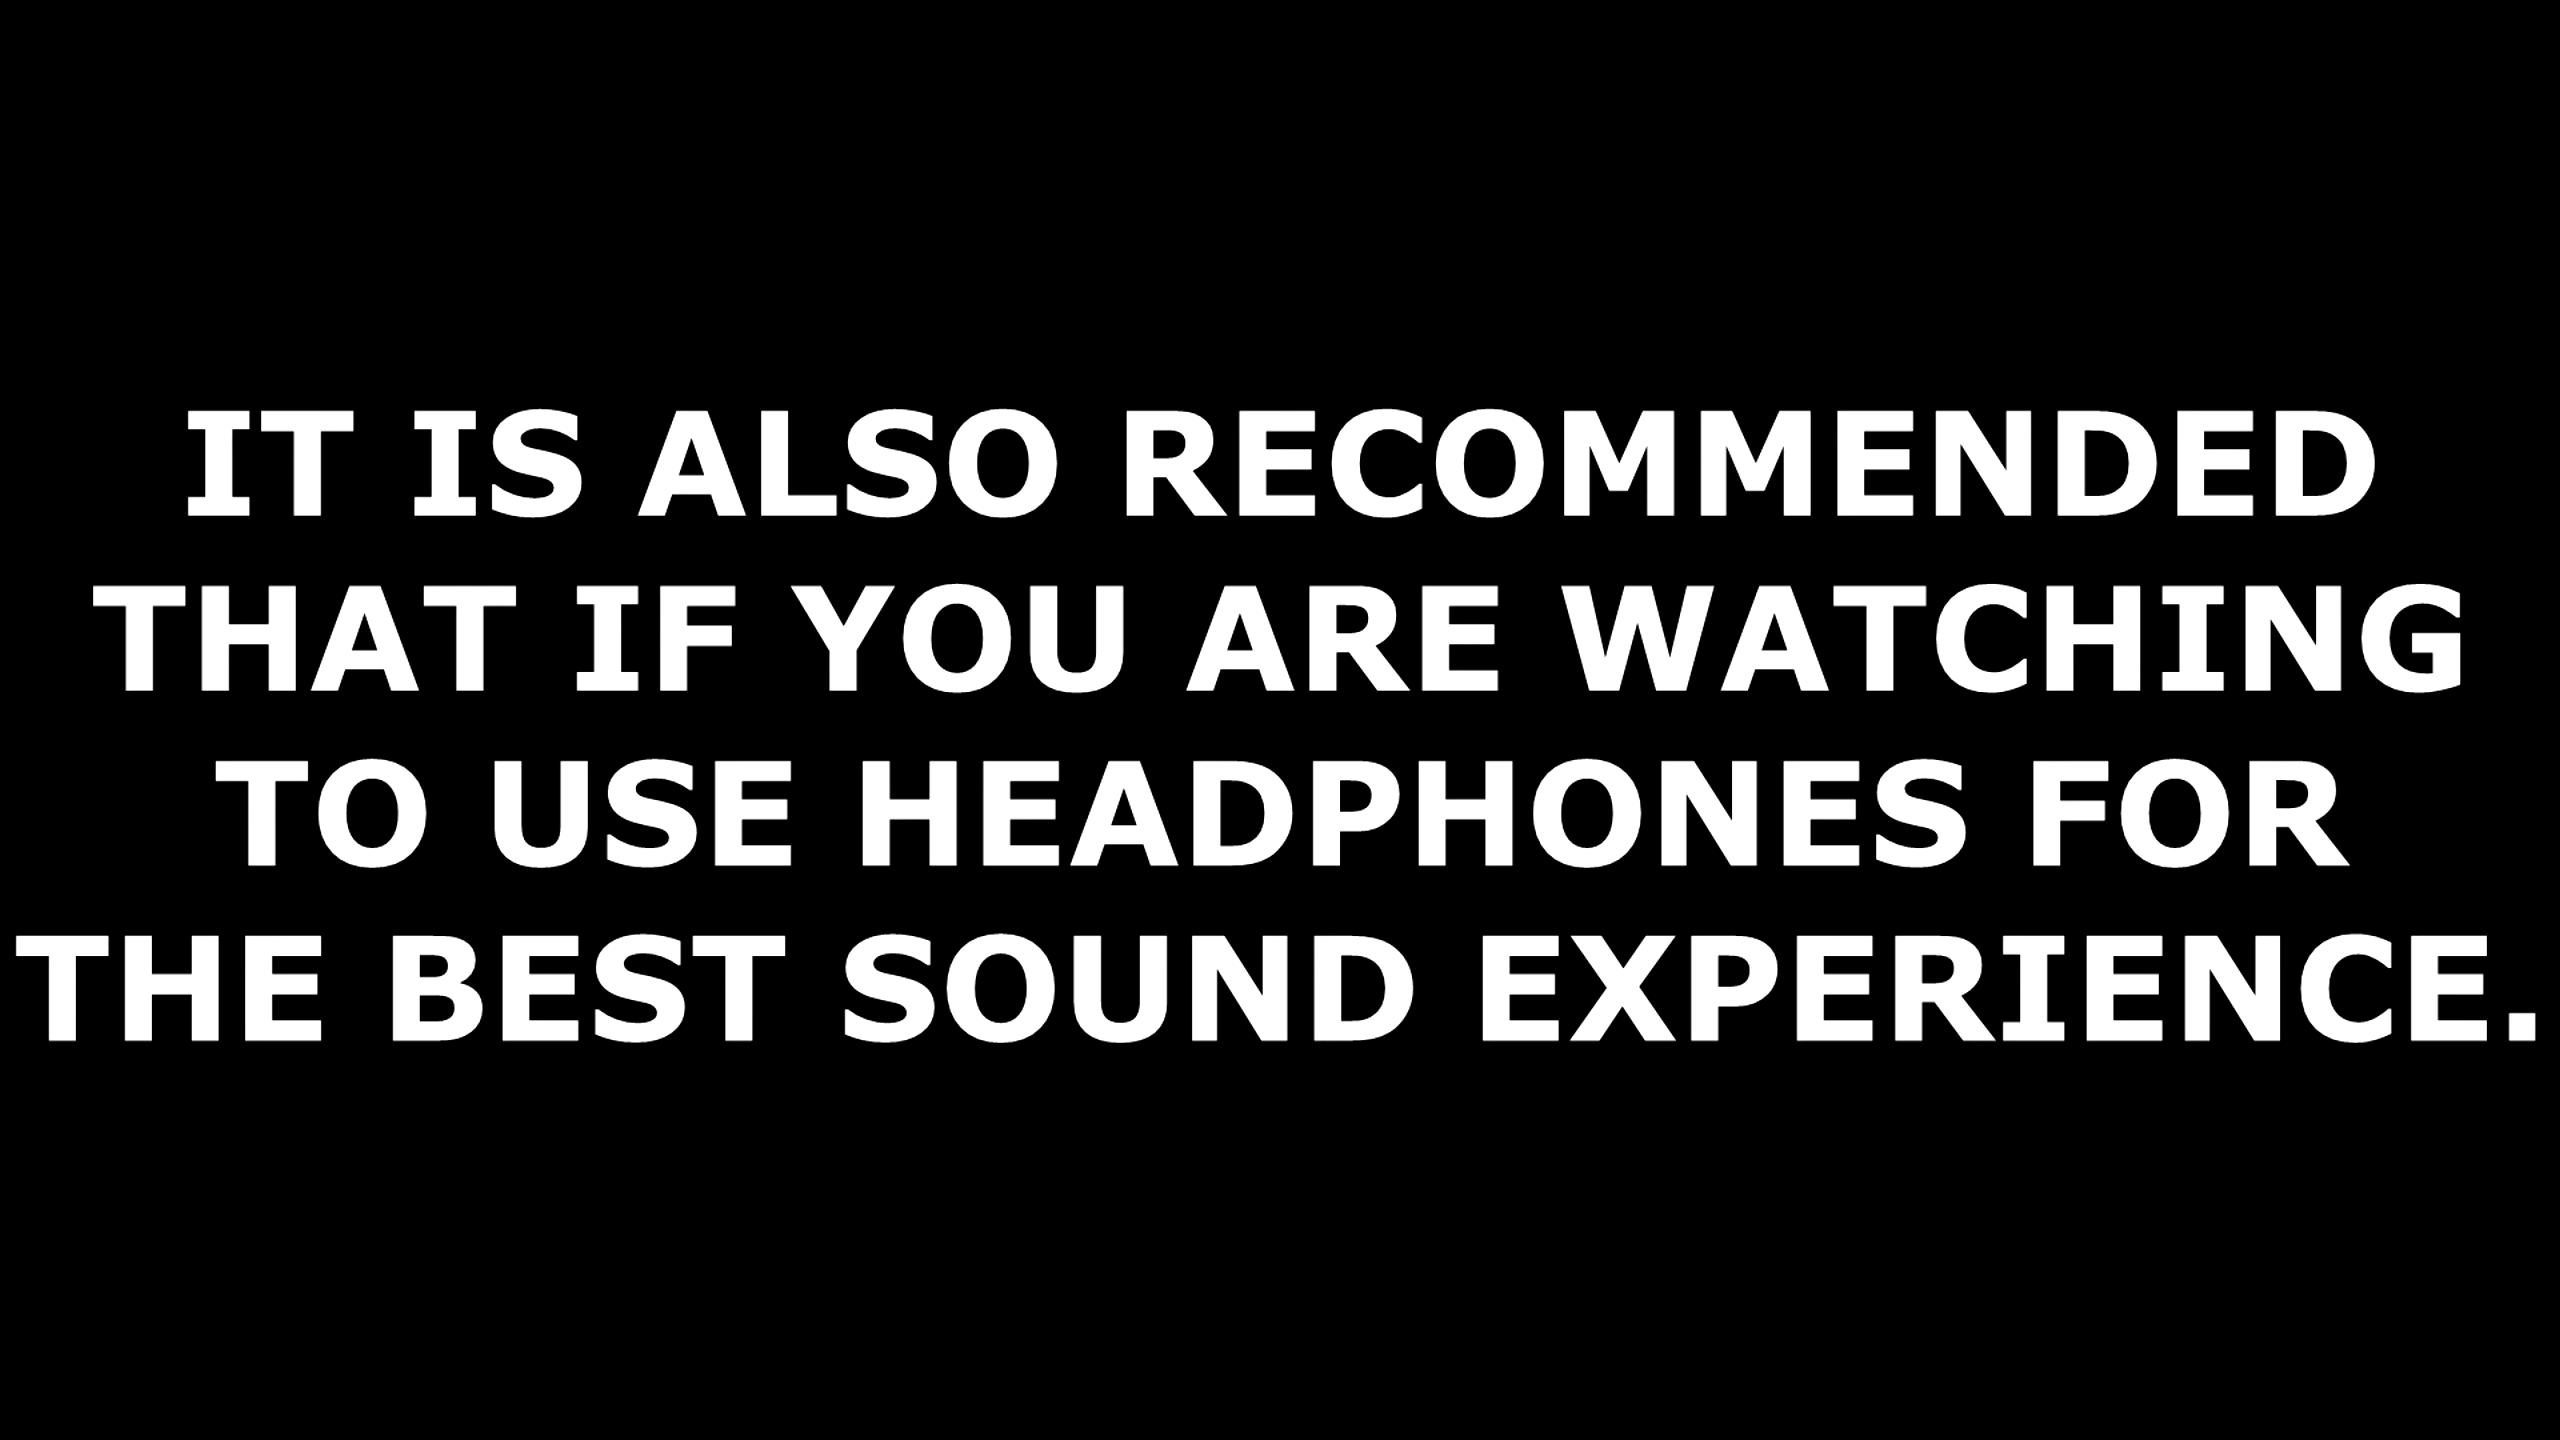 IT IS ALSO RECOMMENDED
THAT IF YOU ARE WATCHING
TO USE HEADPHONES FOR
THE BEST SOUND EXPERIENCE.